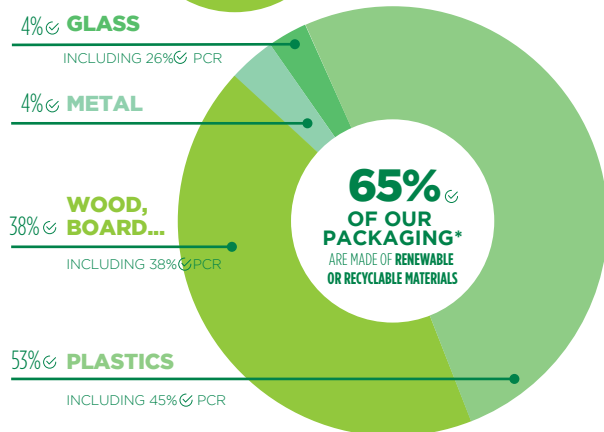 4% GLASS
INCLUDING 26% PCR
4% METAL
WOOD,
38% BOARD...
INCLUDING 38% PCR
53% PLASTICS
INCLUDING 45% PCR
65%
OF OUR
PACKAGING*
ARE MADE OF RENEWABLE
OR RECYCLABLE MATERIALS